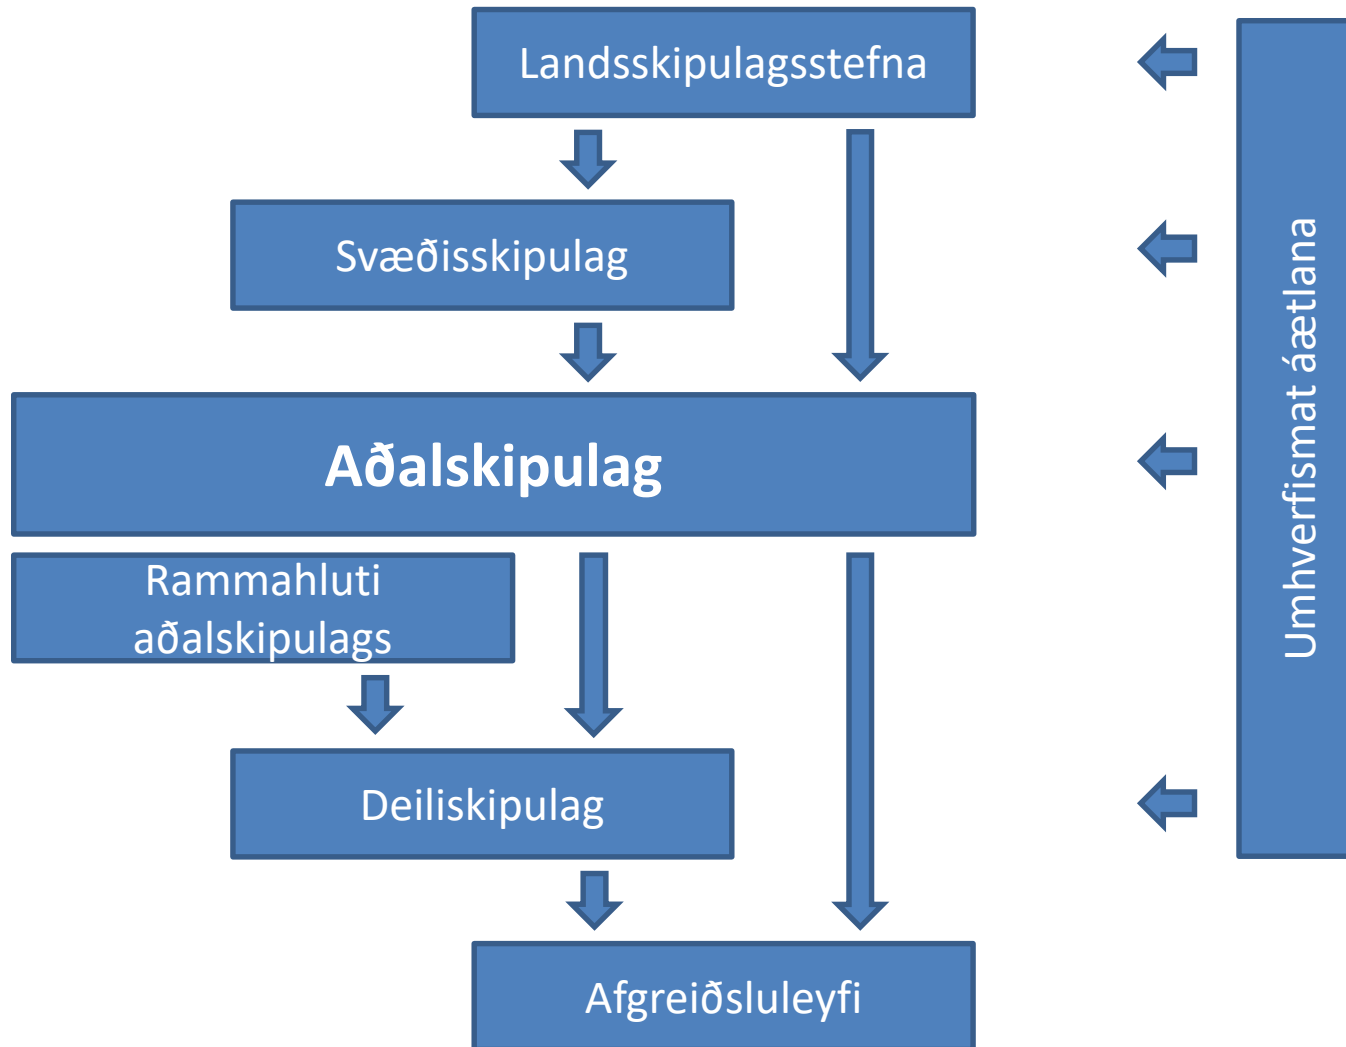 Landsskipulagsstefna
Svæðisskipulag
Aðalskipulag
Rammahluti
aðalskipulags
Deiliskipulag
Afgreiðsluleyfi
Umhverfismat áætlana